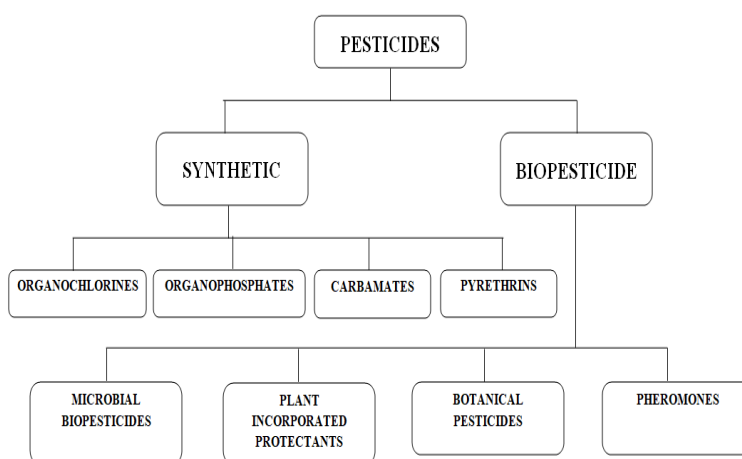 PESTICIDES
SYNTHETIC
BIOPESTICIDE
ORGANOCHLORINES
ORGANOPHOSPHATES
CARBAMATES
PYRETHRINS
MICROBIAL
BIOPESTICIDES
PLANT
INCORPORATED
PROTECTANTS
BOTANICAL
PESTICIDES
PHEROMONES